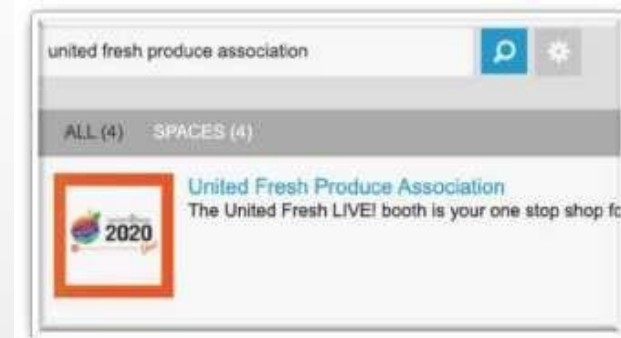 united fresh produce association
ALL (4) SPACES (4)
United Fresh Produce Association
The United Fresh LIVE! booth is your one stop shop fo
2020